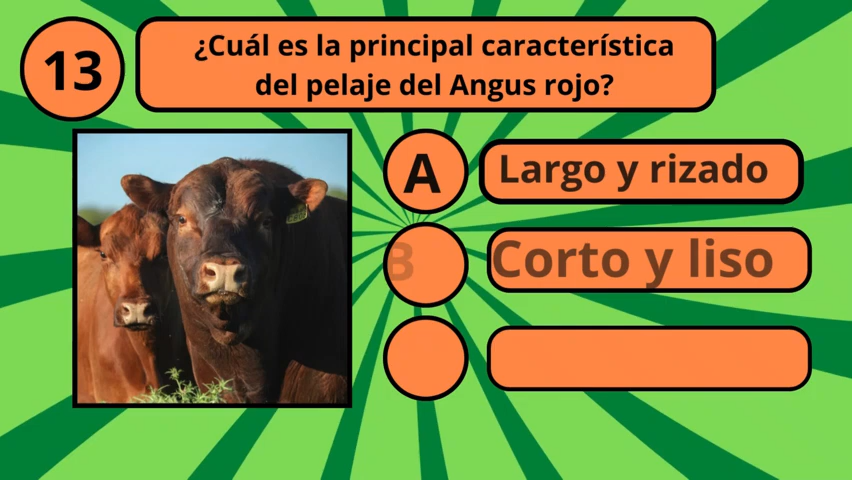 13
¿Cuál es la principal característica
del pelaje del Angus rojo?
A
Largo y rizado
B
Corto y liso